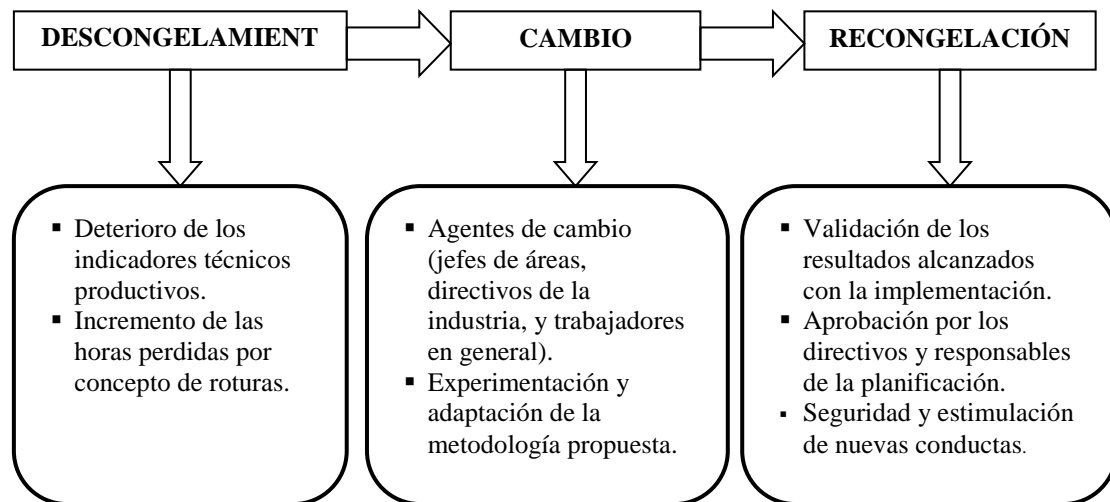 DESCONGELAMIENT
CAMBIO
RECONGELACIÓN
▪ Deterioro de los
indicadores técnicos
productivos.
▪ Incremento de las
horas perdidas por
concepto de roturas.
▪ Agentes de cambio
(jefes de áreas,
directivos de la
industria, y trabajadores
en general).
▪ Experimentación y
adaptación de la
metodología propuesta.
▪ Validación de los
resultados alcanzados
con la implementación.
▪ Aprobación por los
directivos y responsables
de la planificación.
▪ Seguridad y estimulación
de nuevas conductas.